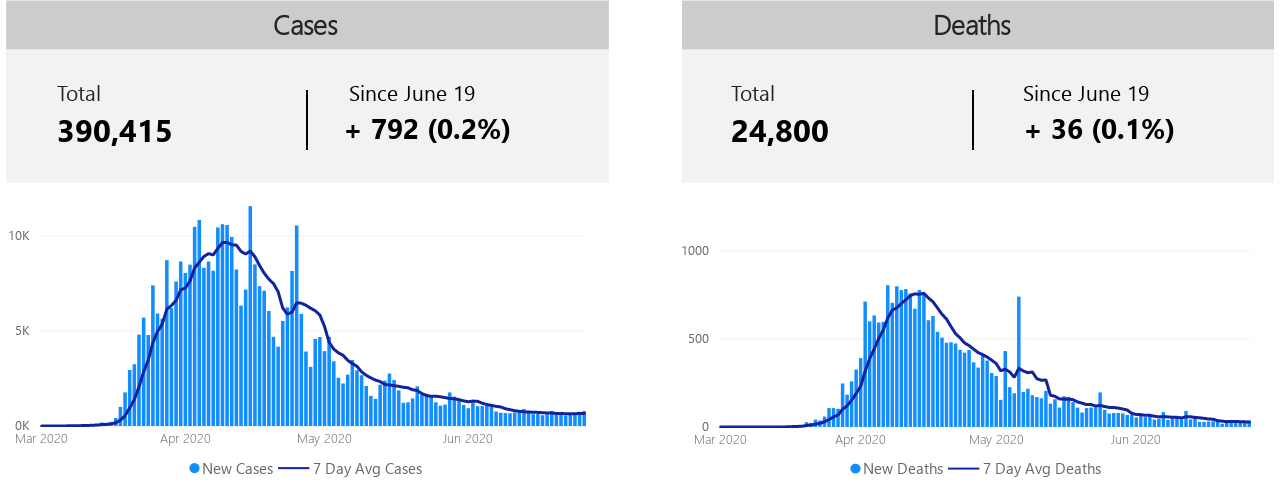 Cases
Total
Since June 19
390,415
+ 792 (0.2%)
10K
5K
0K
Mar 2020
Apr 2020
May 2020
Jun 2020
New Cases
7 Day Avg Cases
Deaths
Total
Since June 19
24,800
+ 36 (0.1%)
1000
500
0
Mar 2020
Apr 2020
May 2020
Jun 2020
New Deaths
7 Day Avg Deaths